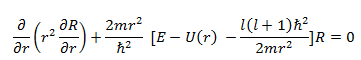 ∂/∂r (r² ∂R/∂r) + 2mr²/ħ² [E − U(r) − l(l + 1)ħ²/2mr²]R = 0